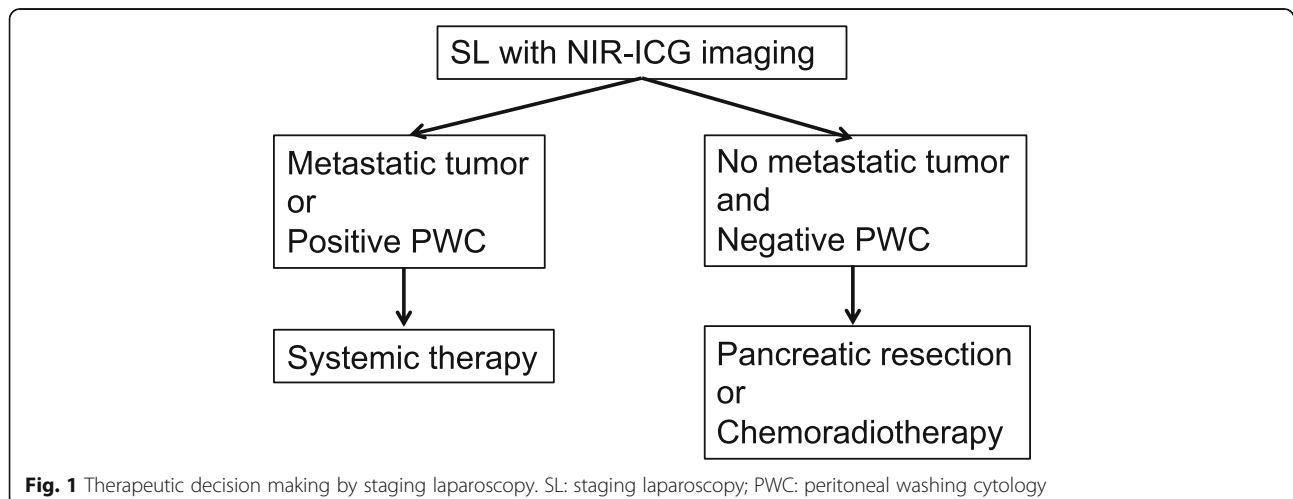 SL with NIR-ICG imaging
Metastatic tumor
or
Positive PWC
No metastatic tumor
and
Negative PWC
Systemic therapy
Pancreatic resection
or
Chemoradiotherapy
Fig. 1 Therapeutic decision making by staging laparoscopy. SL: staging laparoscopy; PWC: peritoneal washing cytology